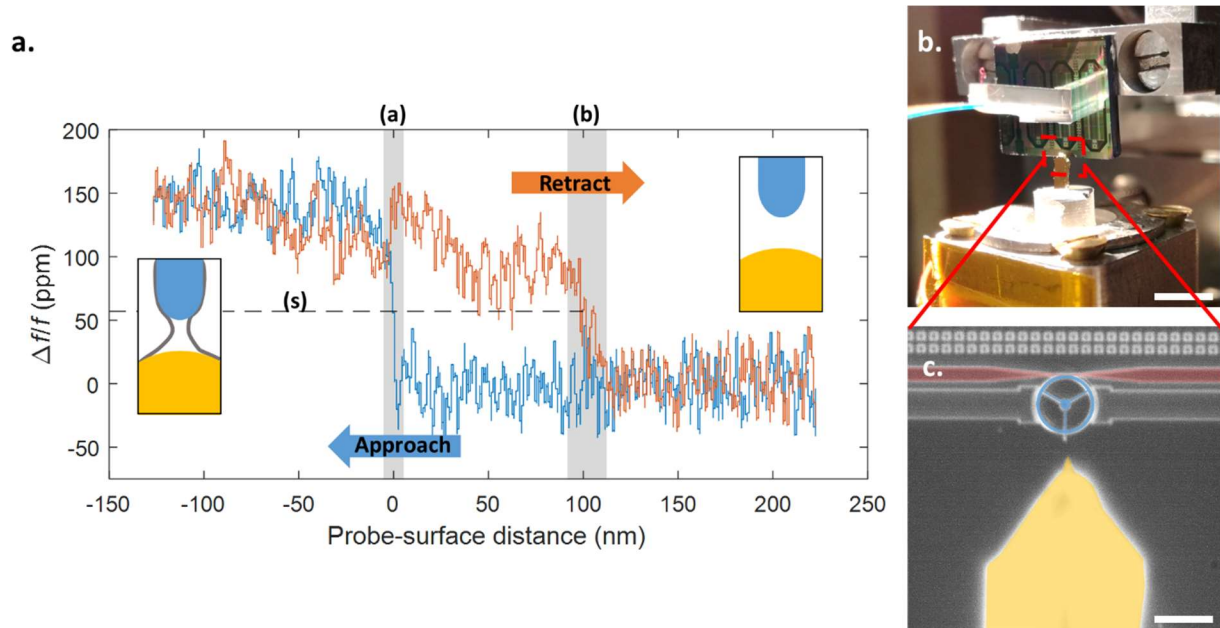 a.
(a)
(b)
200
150
100
50
0
-50
Δf/f (ppm)
Retract
(s)
Approach
-150
-100
-50
0
50
100
150
200
250
Probe-surface distance (nm)
b.
c.